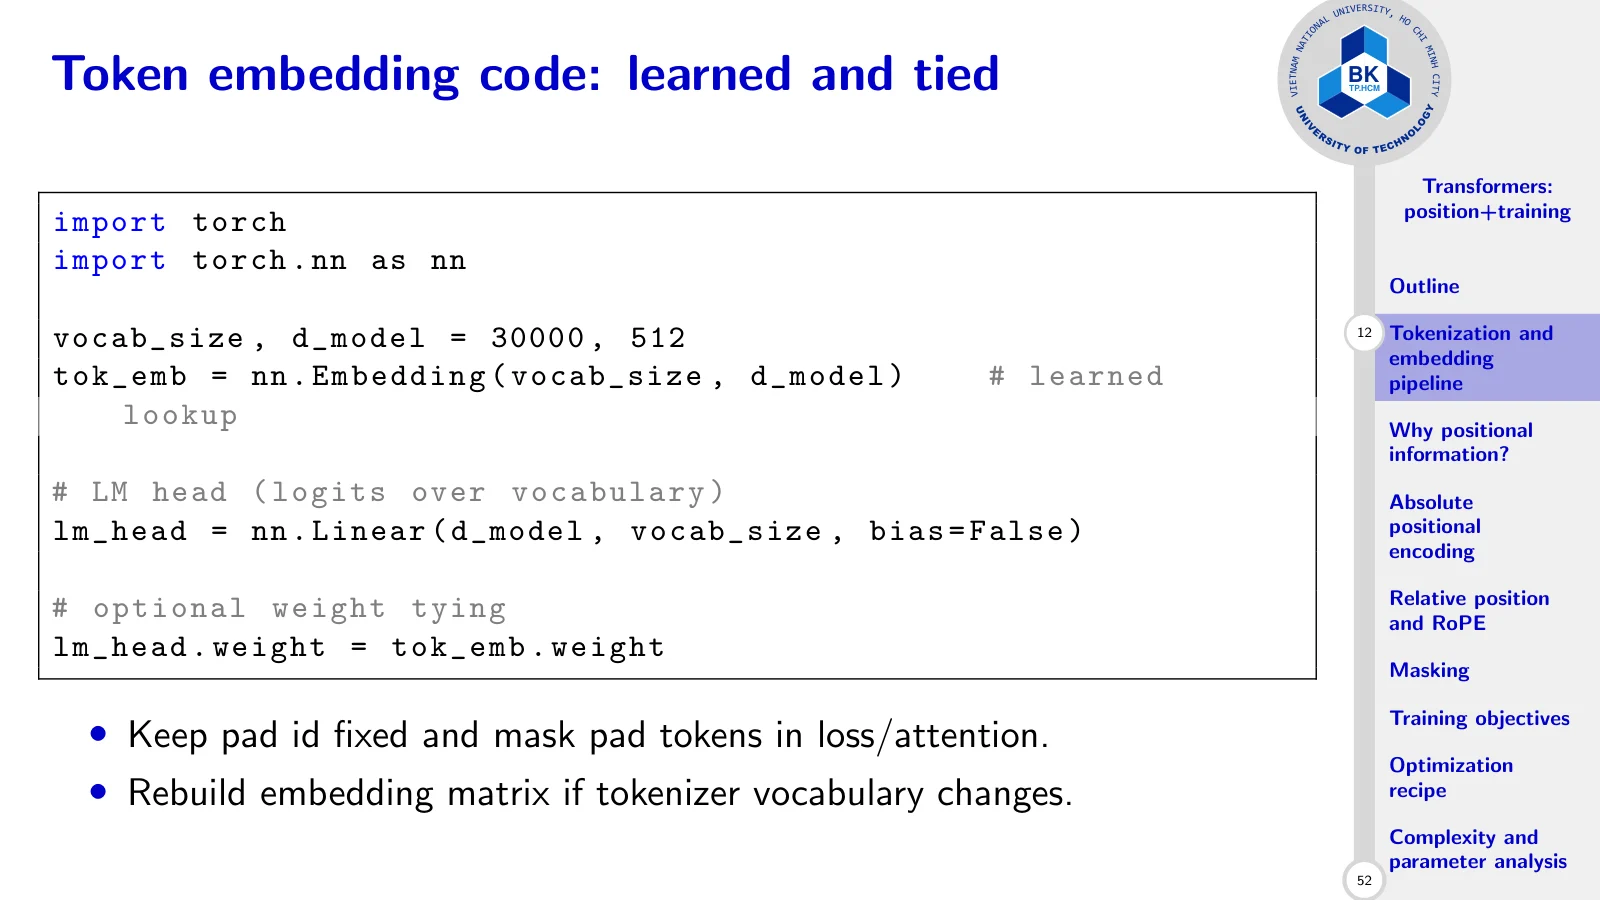 Token embedding code: learned and tied
import torch
import torch.nn as nn
vocab_size, d_model = 30000, 512
tok_emb = nn.Embedding(vocab_size, d_model)    # learned
lookup
# LM head (logits over vocabulary)
lm_head = nn.Linear(d_model, vocab_size, bias=False)
# optional weight tying
lm_head.weight = tok_emb.weight
• Keep pad id fixed and mask pad tokens in loss/attention.
• Rebuild embedding matrix if tokenizer vocabulary changes.
VIETNAM NATIONAL UNIVERSITY, HO CHI MINH CITY
BK
TP.HCM
UNIVERSITY OF TECHNOLOGY
Transformers:
position+training
Outline
12
Tokenization and
embedding
pipeline
Why positional
information?
Absolute
positional
encoding
Relative position
and RoPE
Masking
Training objectives
Optimization
recipe
Complexity and
parameter analysis
52